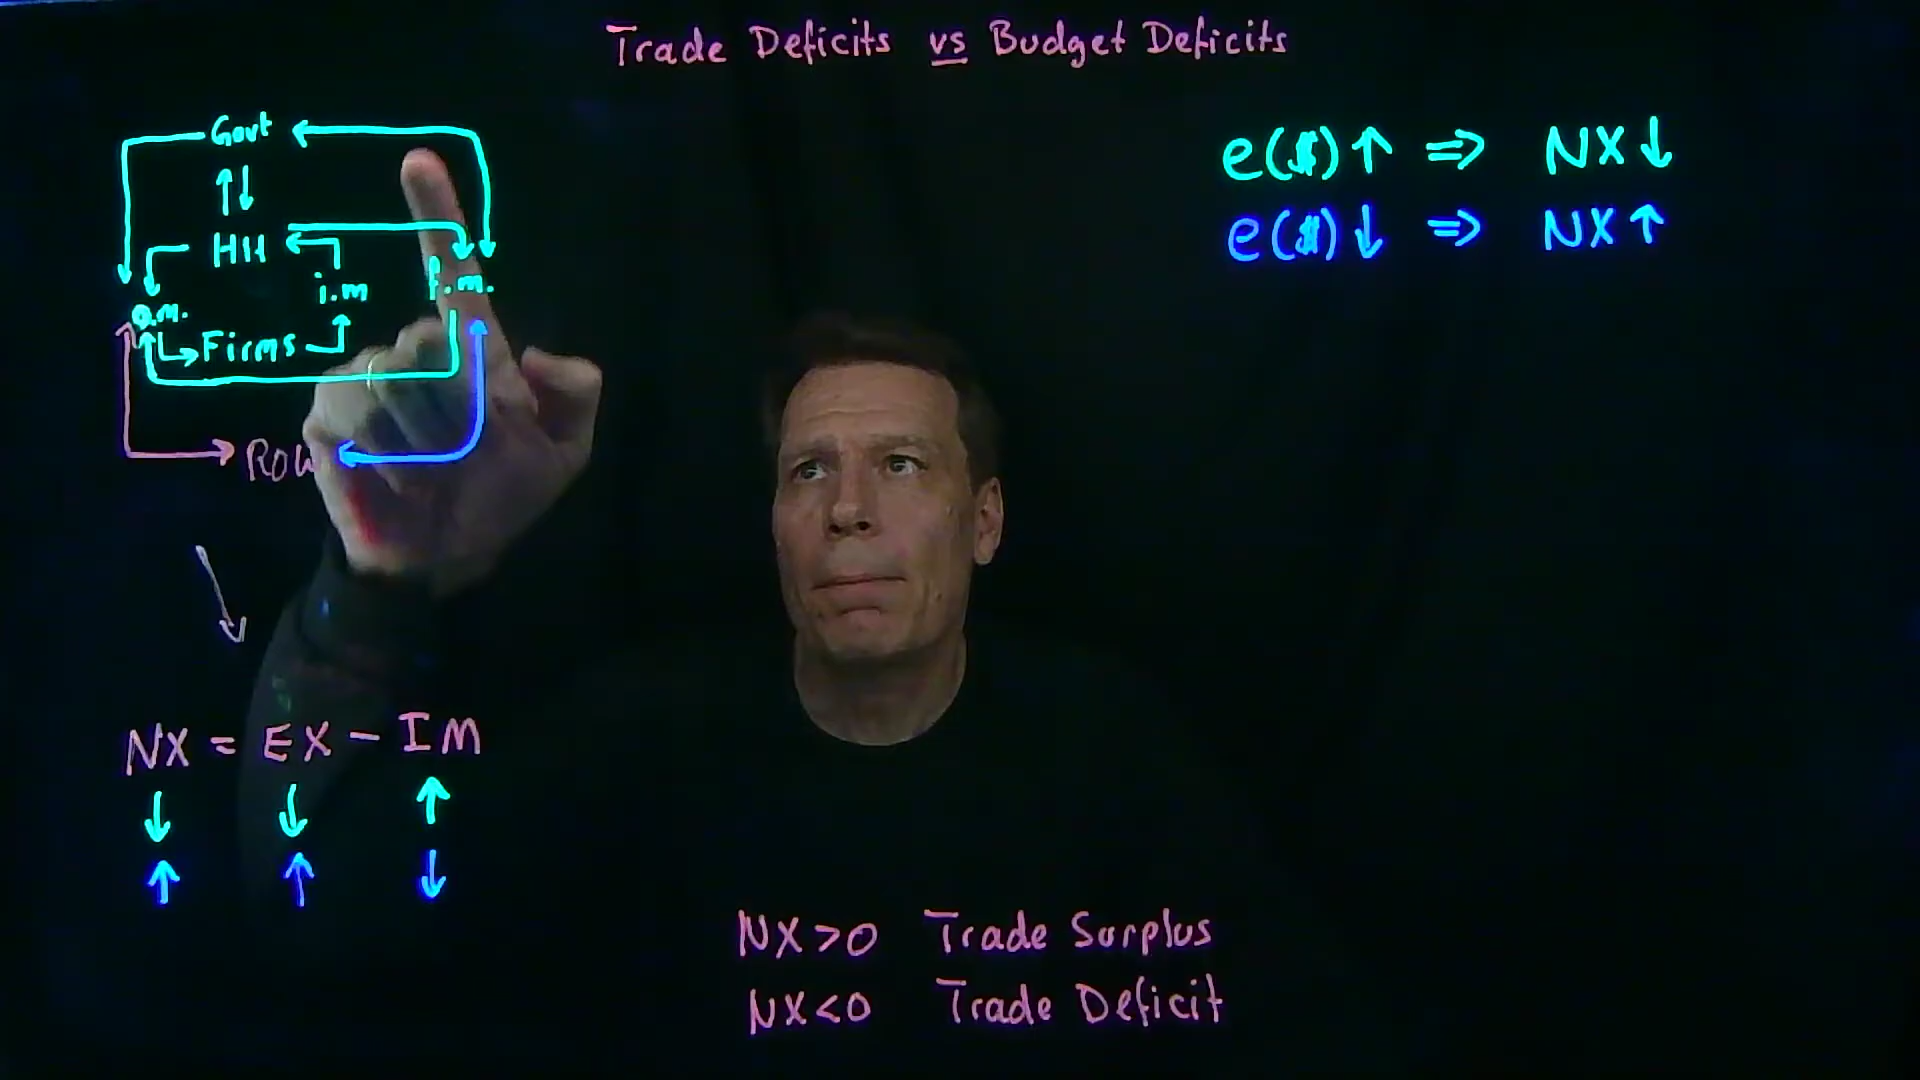 Trade Deficits vs Budget Deficits
Govt
HH
i.m
f.m.
o.m.
Firms
ROW
e($)↑ ⇒ NX↓
e($)↓ ⇒ NX↑
NX = EX - IM
↓ ↓ ↑
↑ ↑ ↓
NX>0 Trade Surplus
NX<0 Trade Deficit